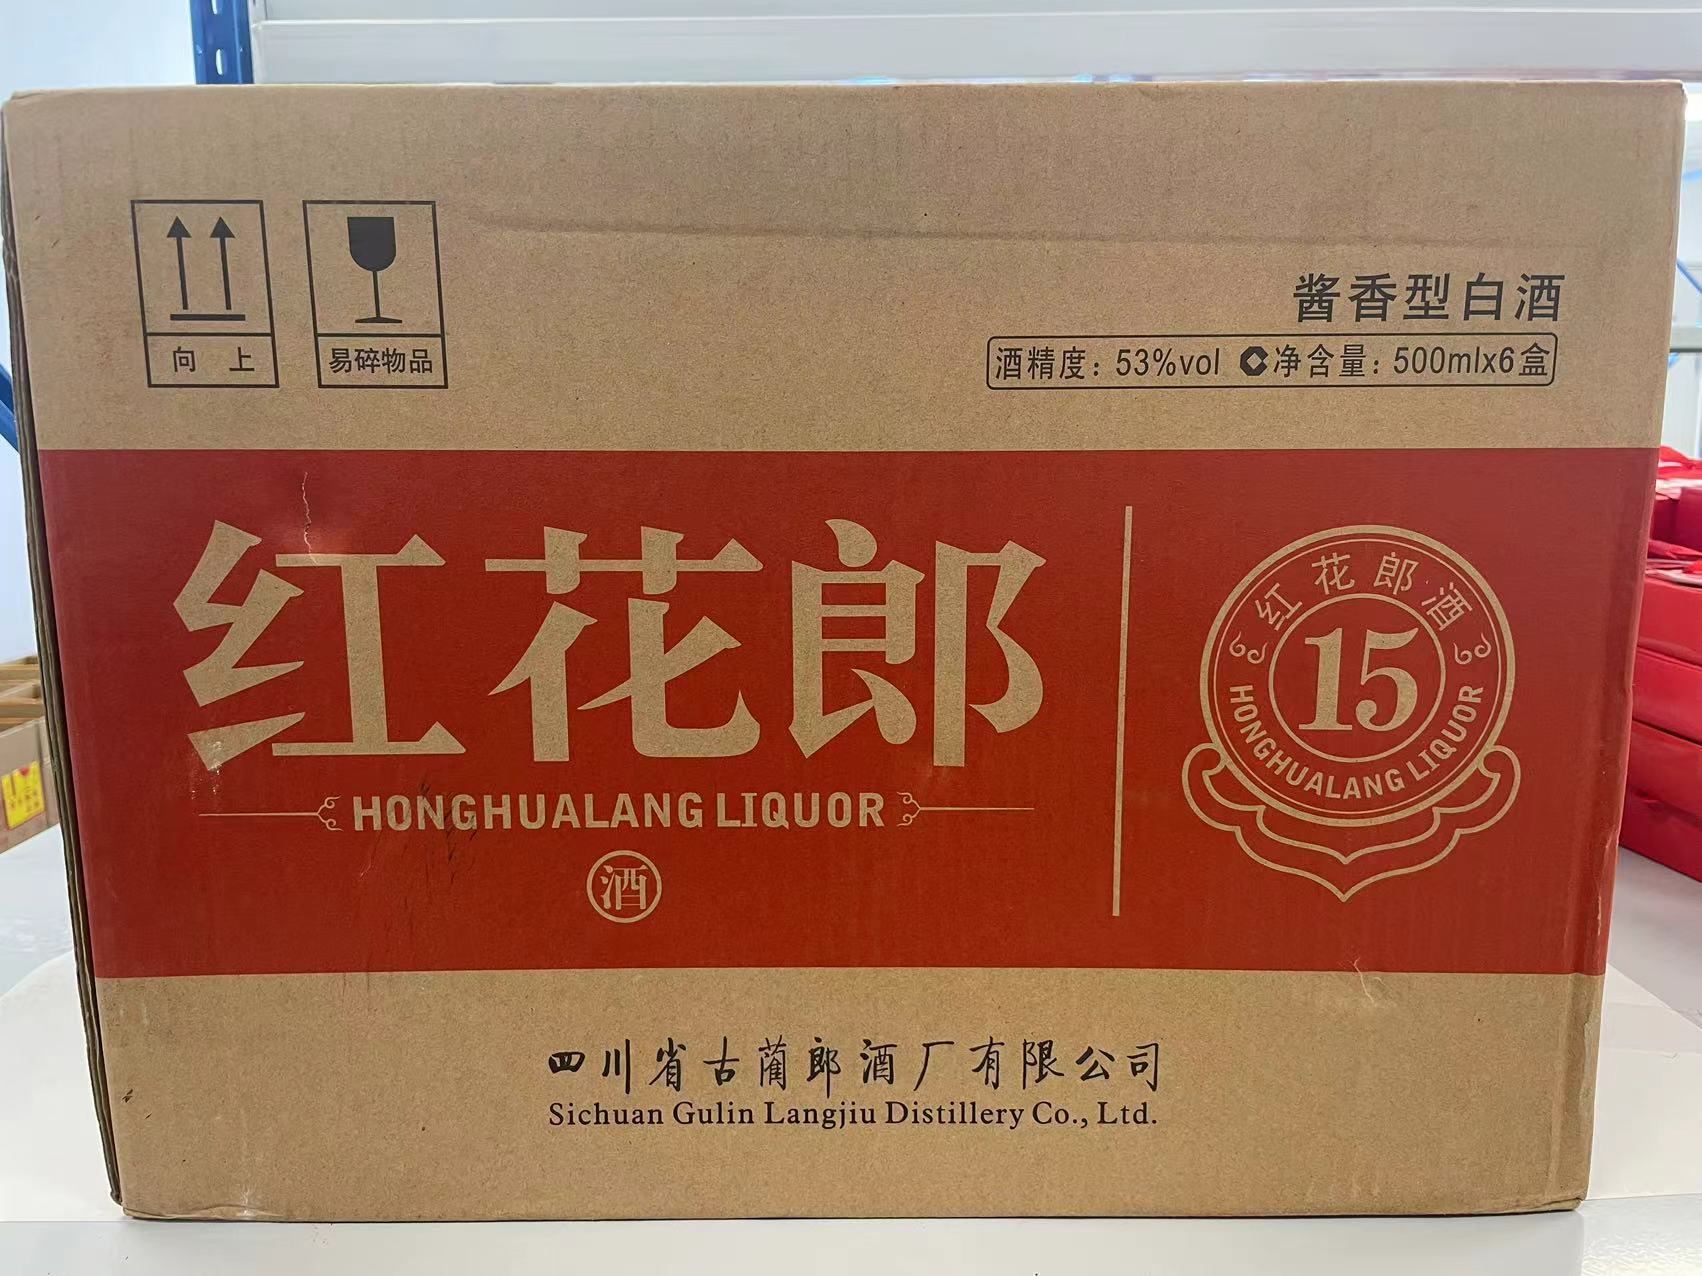 向 上
易碎物品
酱香型白酒
酒精度：53%vol 净含量：500mlx6盒
红花郎
HONGHUALANG LIQUOR
酒
红花郎酒
15
HONGHUALANG LIQUOR
四川省古蔺郎酒厂有限公司
Sichuan Gulin Langjiu Distillery Co., Ltd.